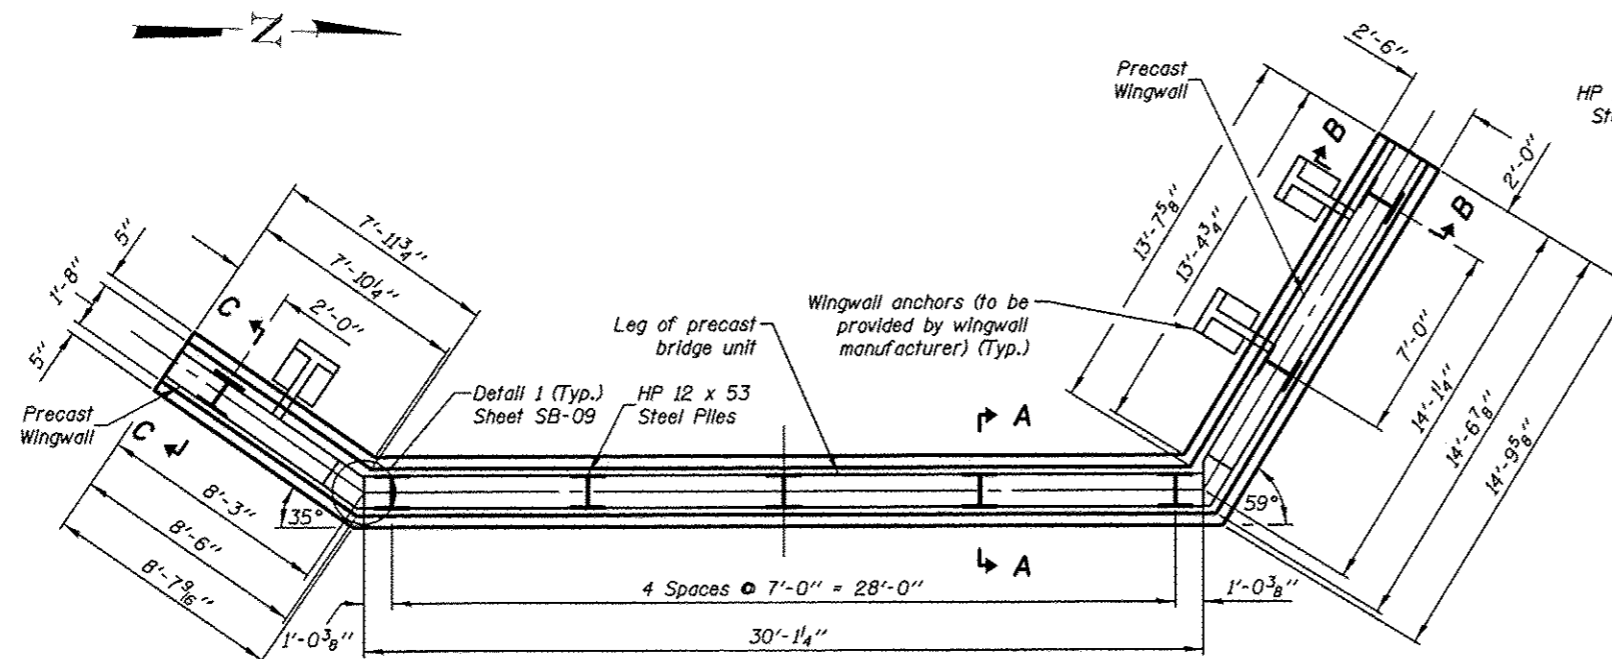 Z
2'-6"
Precast
Wingwall
HP
B
B
2'-0"
13'-7⅝"
13'-4¾"
7'-11¾"
7'-10¼"
5"
1'-8"
5"
C
2'-0"
Leg of precast
bridge unit
Wingwall anchors (to be
provided by wingwall
manufacturer) (Typ.)
7'-0"
14'-1¼"
14'-6⅞"
14'-9⅝"
Precast
Wingwall
C
Detail 1 (Typ.)
Sheet SB-09
HP 12 x 53
Steel Piles
A
8'-3"
8'-6"
8'-7⁹⁄₁₆"
35°
59°
A
4 Spaces @ 7'-0" = 28'-0"
1'-0⅜"
1'-0⅜"
30'-1¼"